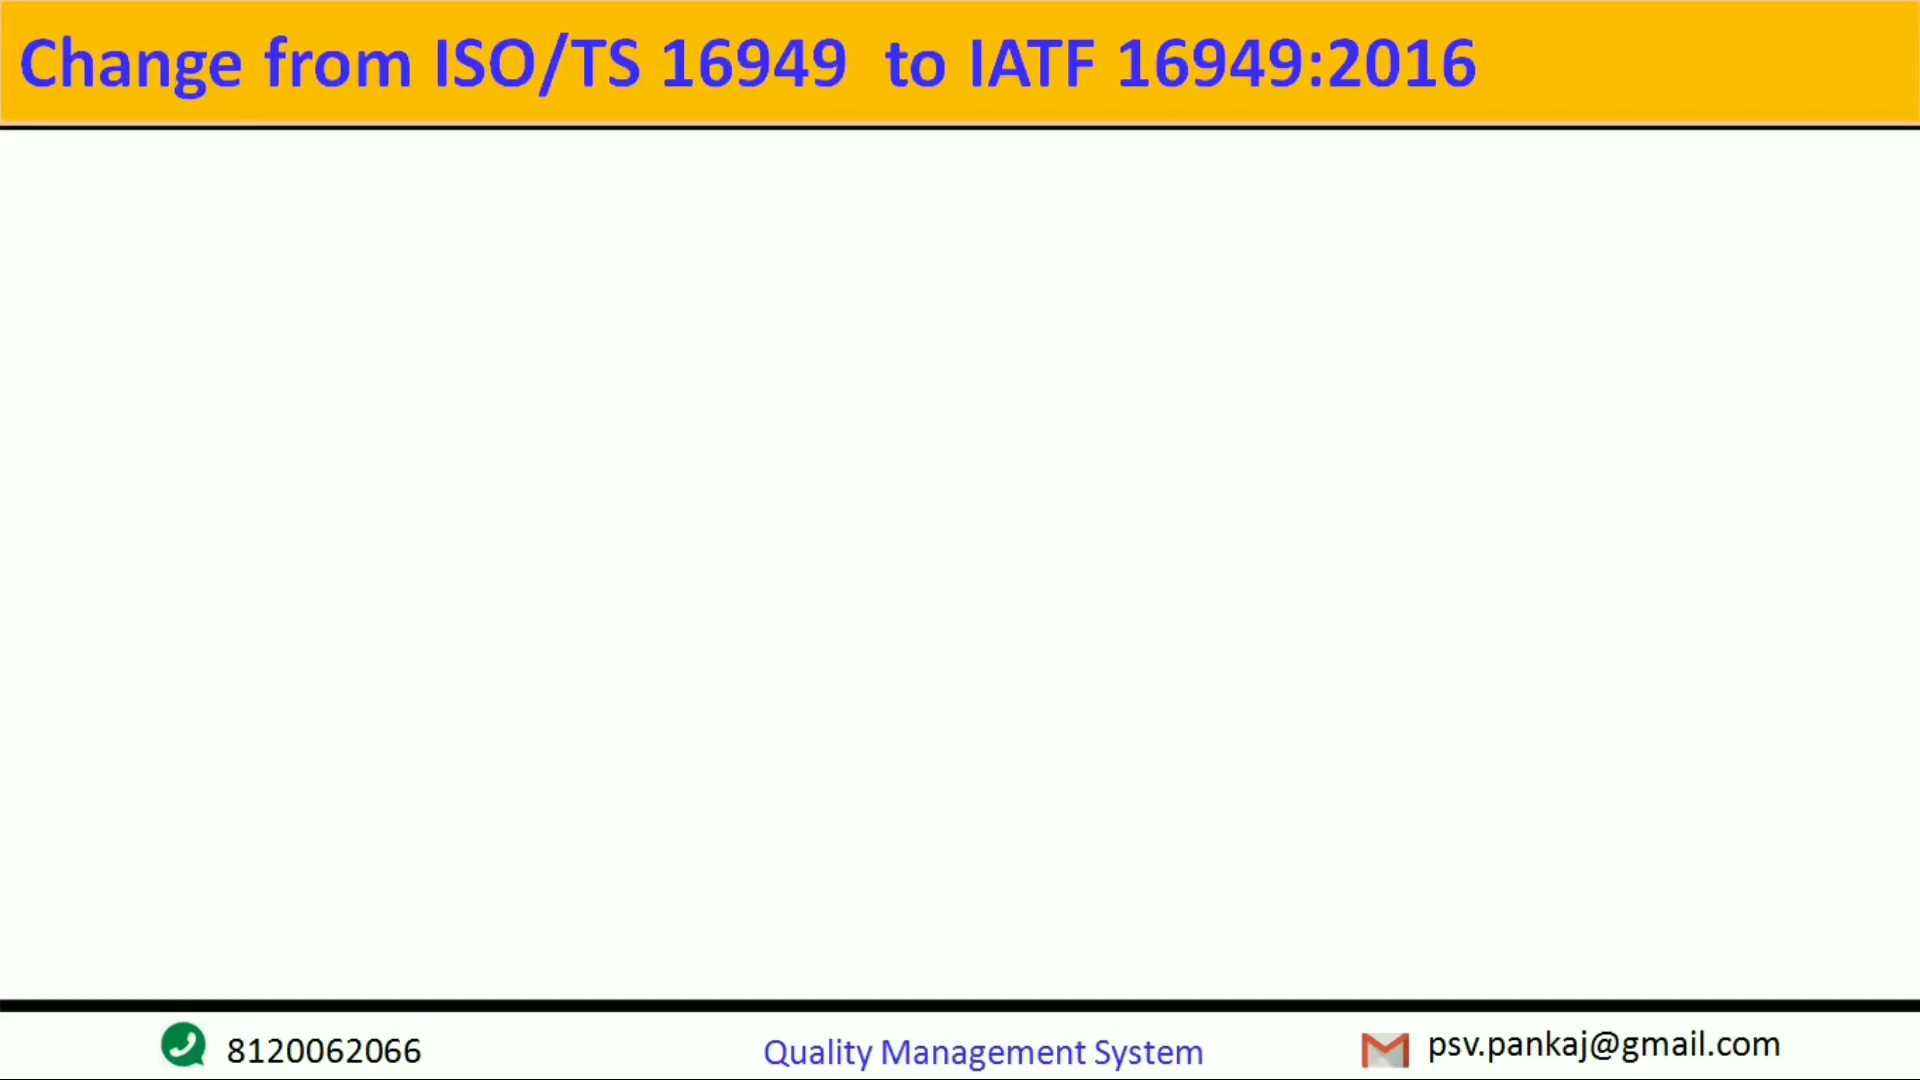 Change from ISO/TS 16949 to IATF 16949:2016
8120062066
Quality Management System
psv.pankaj@gmail.com